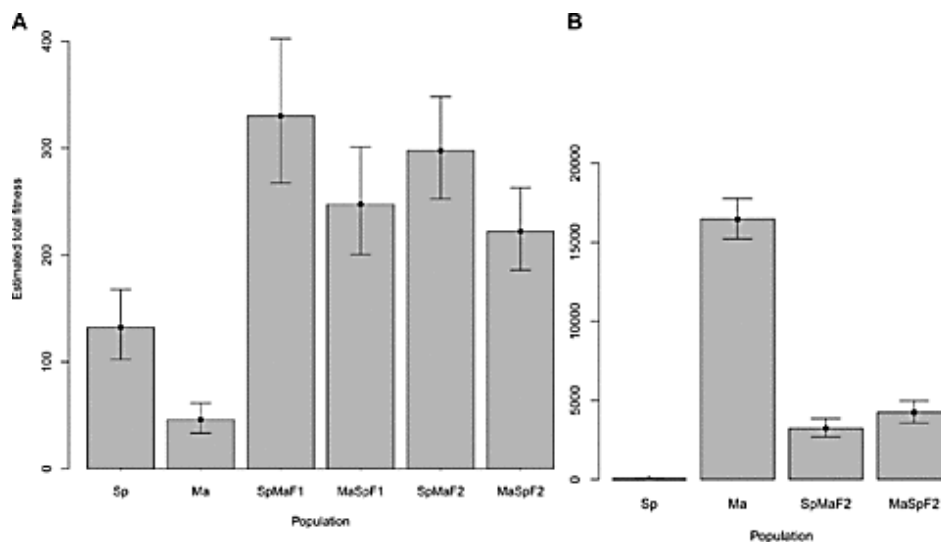 A
B
Estimated total fitness
400
300
200
100
0
Sp Ma SpMaF1 MaSpF1 SpMaF2 MaSpF2
Population
20000
15000
10000
5000
0
Sp Ma SpMaF2 MaSpF2
Population